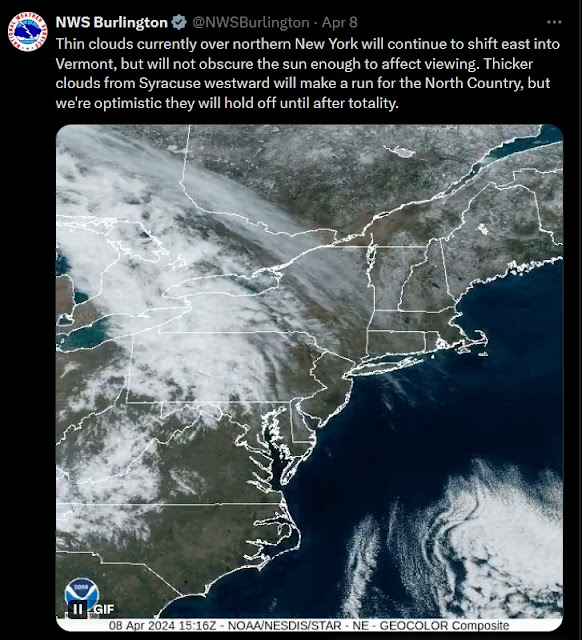 NWS Burlington @NWSBurlington · Apr 8
Thin clouds currently over northern New York will continue to shift east into
Vermont, but will not obscure the sun enough to affect viewing. Thicker
clouds from Syracuse westward will make a run for the North Country, but
we're optimistic they will hold off until after totality.
NOAA
GIF
08 Apr 2024 15:16Z - NOAA/NESDIS/STAR - NE - GEOCOLOR Composite